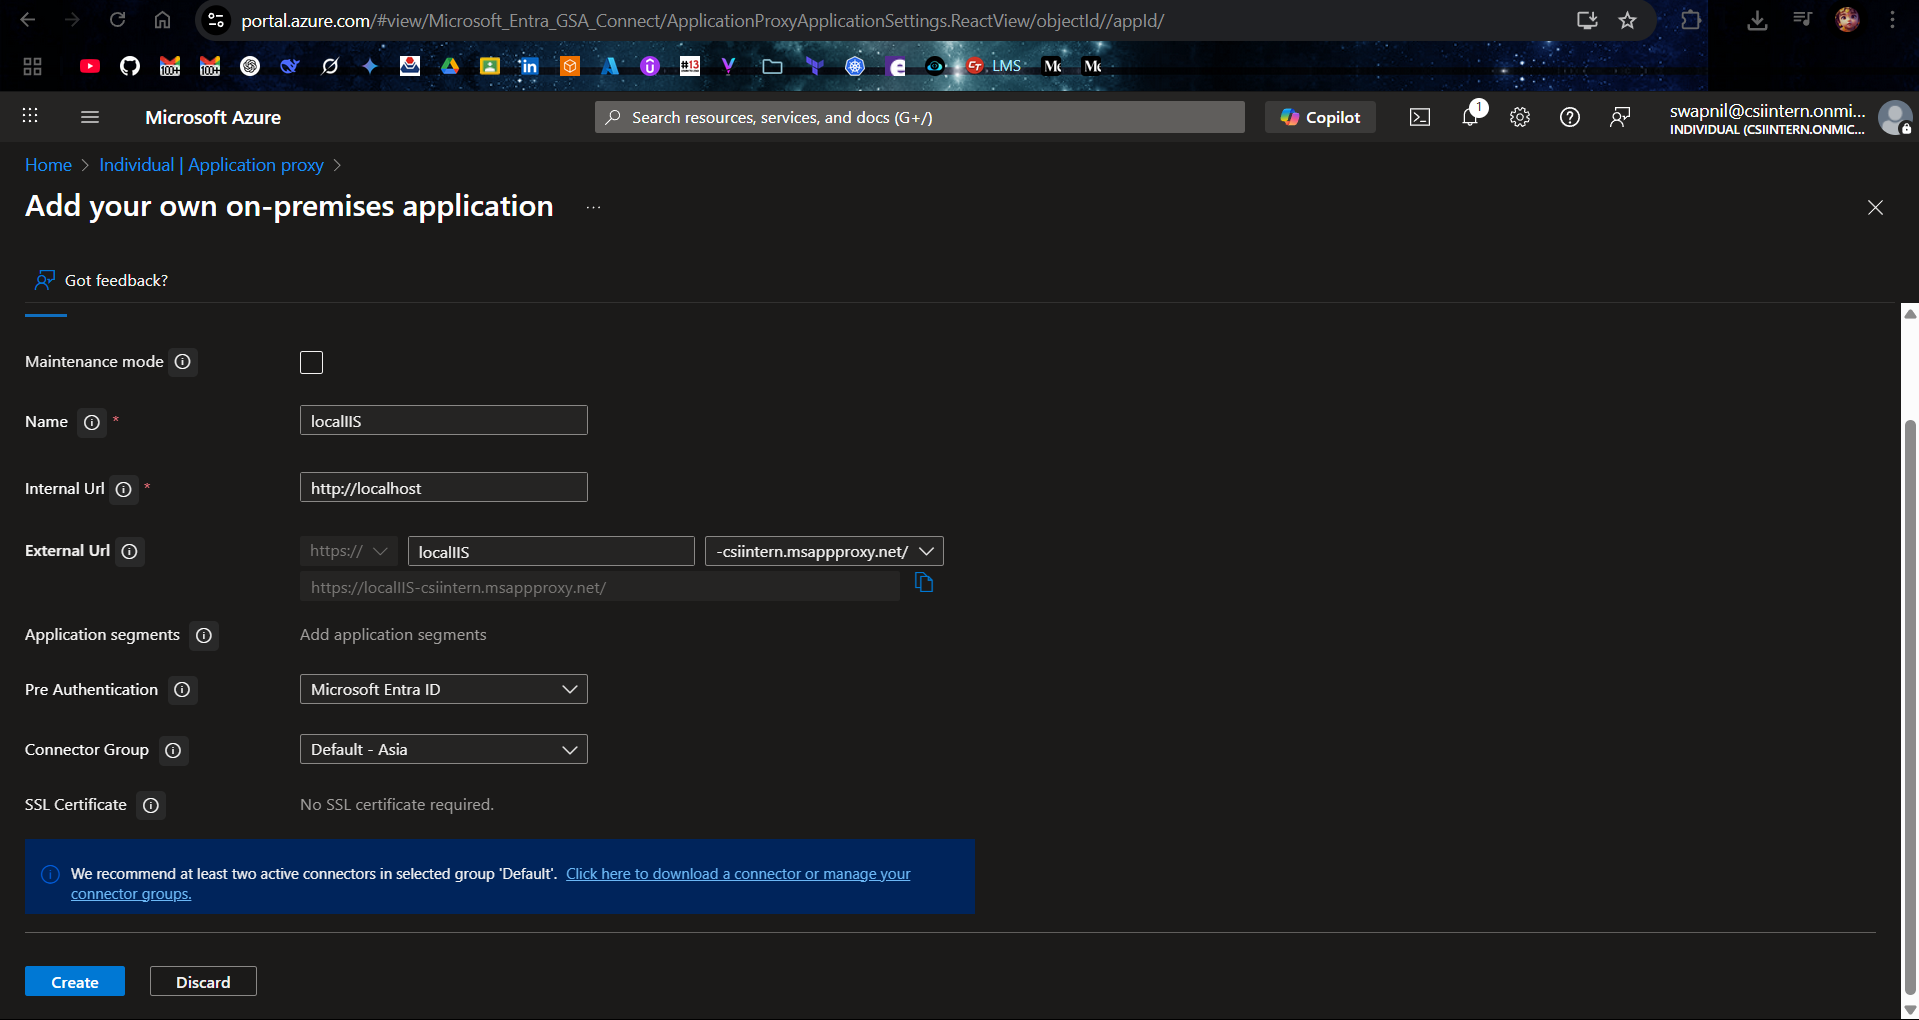 portal.azure.com/#view/Microsoft_Entra_GSA_Connect/ApplicationProxyApplicationSettings.ReactView/objectId//appId/
100+ 100+ #13 LMS
Microsoft Azure
Search resources, services, and docs (G+/)
Copilot
1
swapnil@csiintern.onmi...
INDIVIDUAL (CSIINTERN.ONMIC...
Home > Individual | Application proxy >
Add your own on-premises application ...
Got feedback?
Maintenance mode
Name * localIIS
Internal Url * http://localhost
External Url https:// localIIS -csiintern.msappproxy.net/
https://localIIS-csiintern.msappproxy.net/
Application segments Add application segments
Pre Authentication Microsoft Entra ID
Connector Group Default - Asia
SSL Certificate No SSL certificate required.
We recommend at least two active connectors in selected group 'Default'. Click here to download a connector or manage your
connector groups.
Create Discard